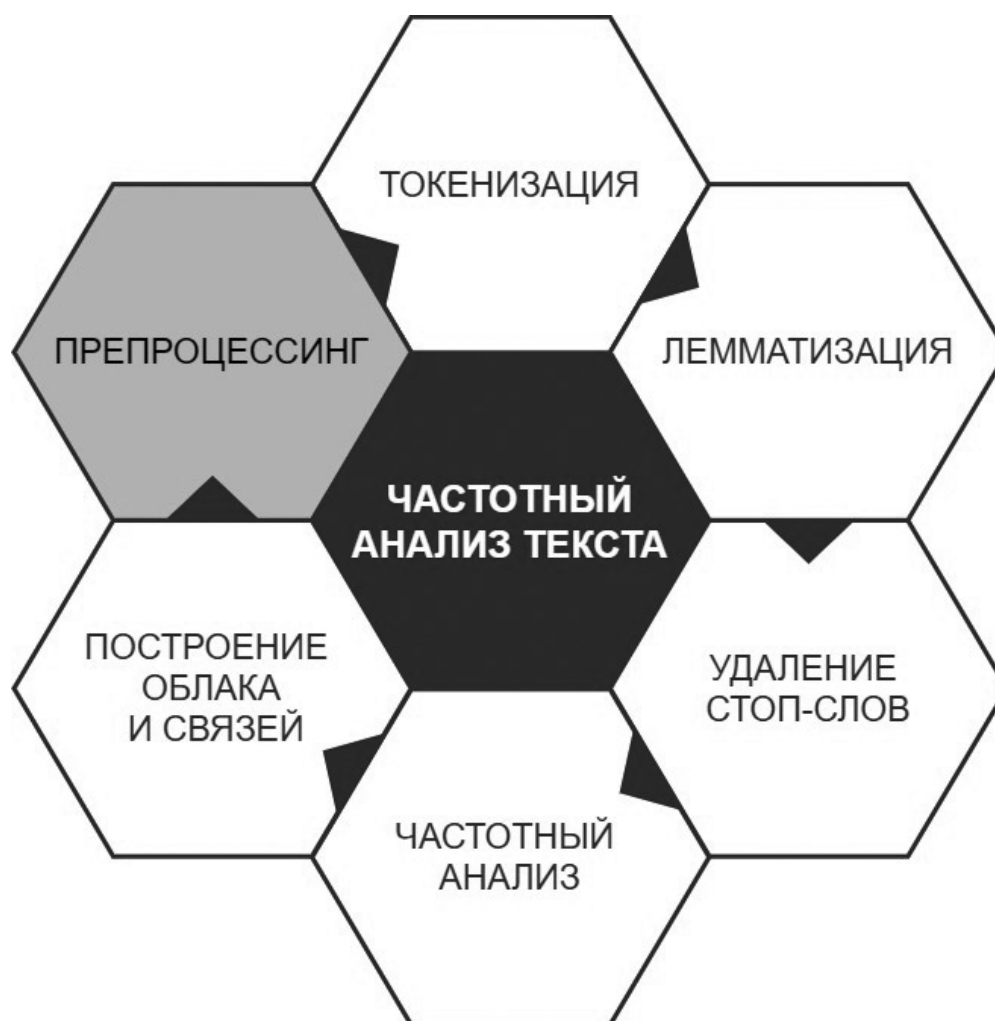 ТОКЕНИЗАЦИЯ
ПРЕПРОЦЕССИНГ
ЛЕММАТИЗАЦИЯ
ЧАСТОТНЫЙ
АНАЛИЗ ТЕКСТА
ПОСТРОЕНИЕ
ОБЛАКА
И СВЯЗЕЙ
УДАЛЕНИЕ
СТОП-СЛОВ
ЧАСТОТНЫЙ
АНАЛИЗ